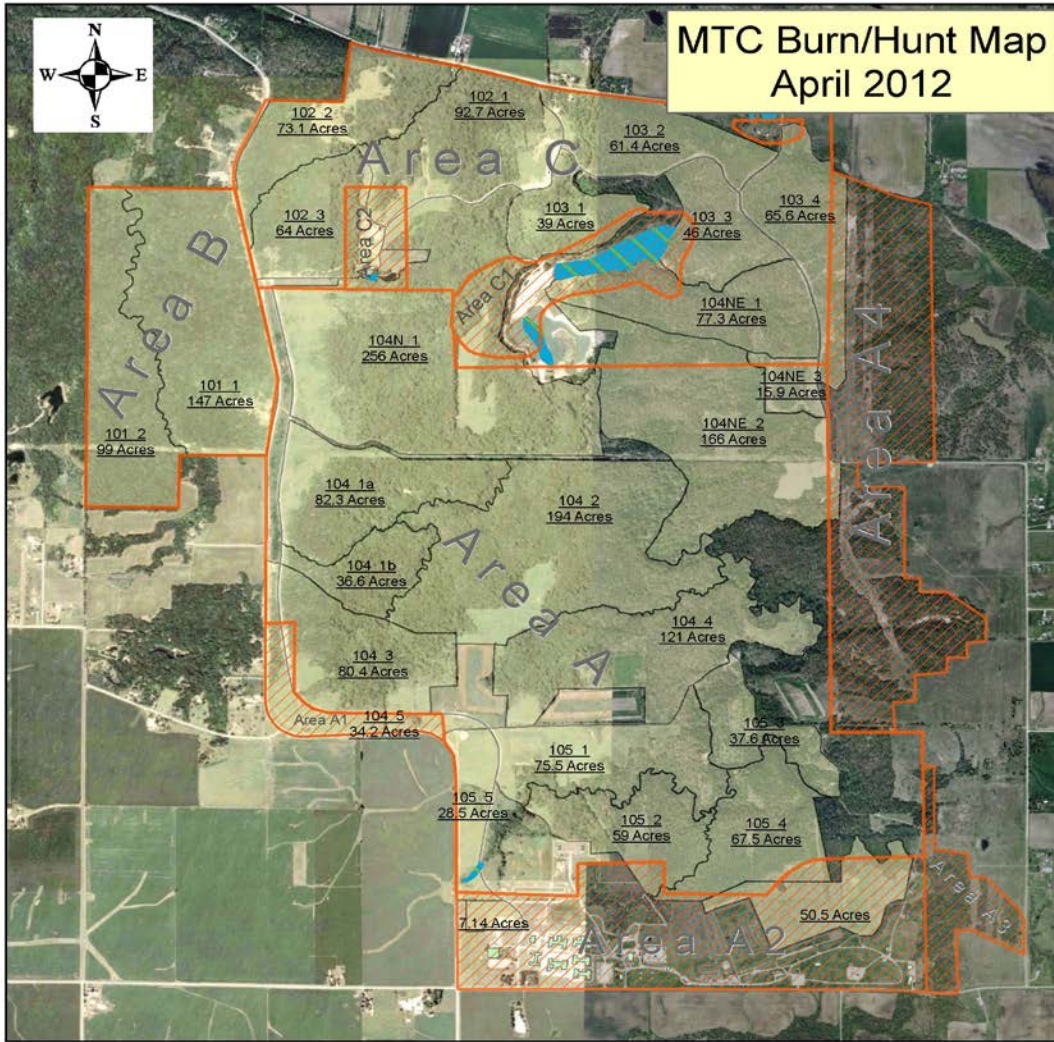 MTC Burn/Hunt Map
April 2012
N
W E
S
102_2
73.1 Acres
102_1
92.7 Acres
103_2
61.4 Acres
Area C
103_4
65.6 Acres
102_3
64 Acres
Area C2
103_1
39 Acres
103_3
46 Acres
Area B
Area C1
104NE_1
77.3 Acres
Area A4
104N_1
256 Acres
101_1
147 Acres
104NE_3
15.9 Acres
101_2
99 Acres
104NE_2
166 Acres
104_1a
82.3 Acres
104_2
194 Acres
Area A
104_1b
36.6 Acres
104_4
121 Acres
104_3
80.4 Acres
Area A1
104_5
34.2 Acres
105_3
37.6 Acres
105_1
75.5 Acres
105_5
28.5 Acres
105_2
59 Acres
105_4
67.5 Acres
Area A3
7.14 Acres
50.5 Acres
Area A2